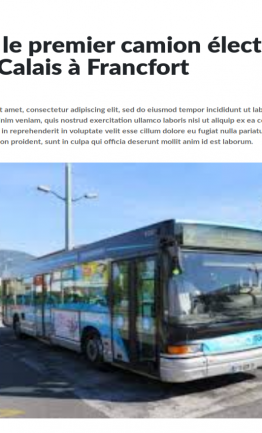 le premier camion élect
Calais à Francfort
t amet, consectetur adipiscing elit, sed do eiusmod tempor incididunt ut lab
nim veniam, quis nostrud exercitation ullamco laboris nisi ut aliquip ex ea c
in reprehenderit in voluptate velit esse cillum dolore eu fugiat nulla pariatu
on proident, sunt in culpa qui officia deserunt mollit anim id est laborum.